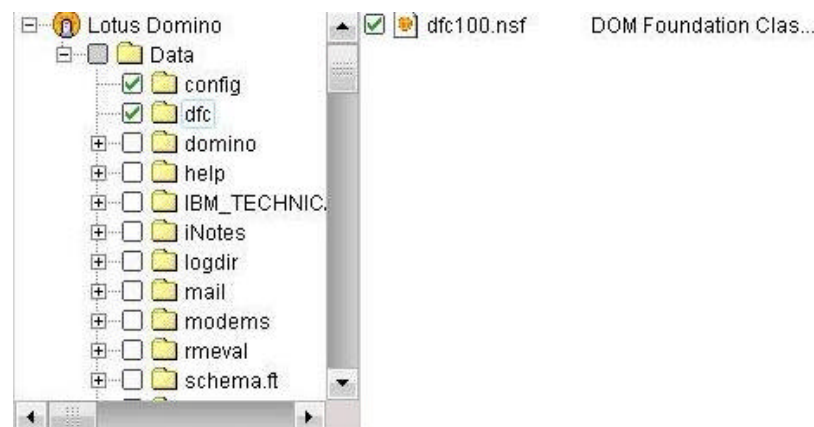 Lotus Domino
Data
config
dfc
domino
help
IBM_TECHNIC.
iNotes
logdir
mail
modems
rmeval
schema.ft
dfc100.nsf DOM Foundation Clas...